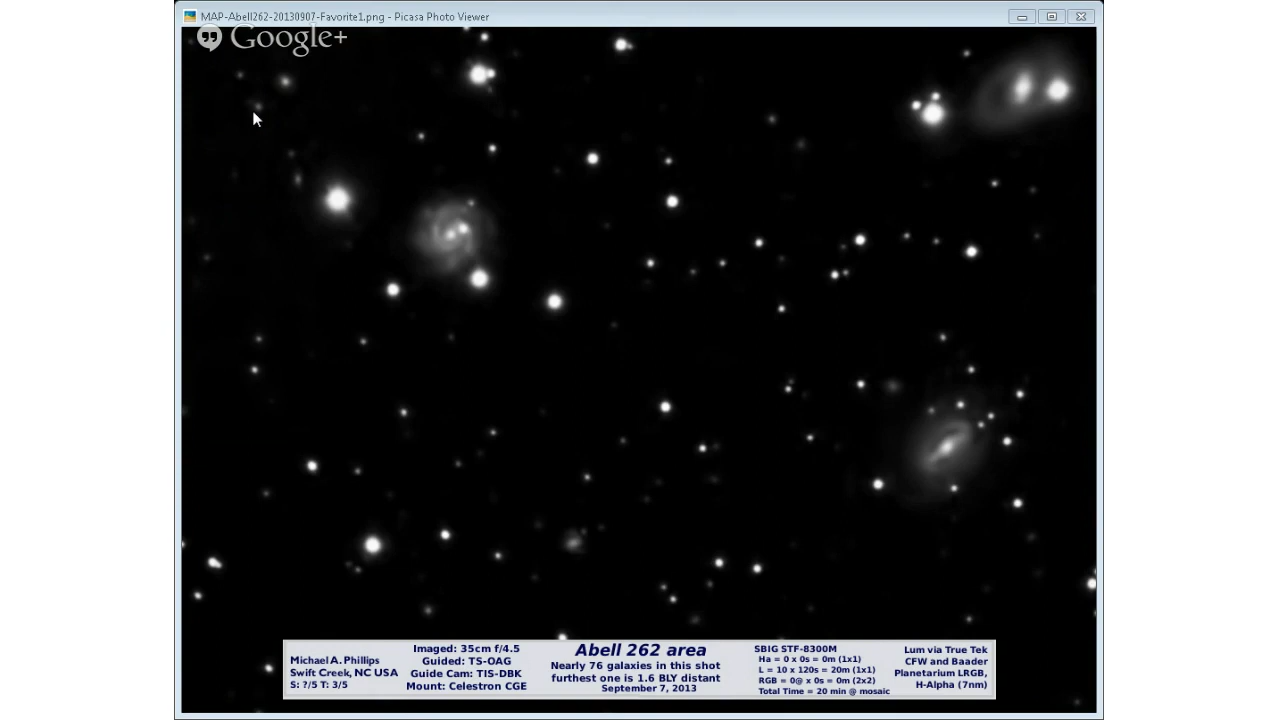 MAP-Abell262-20130907-Favorite1.png - Picasa Photo Viewer
Google+
Michael A. Phillips
Swift Creek, NC USA
S: ?/5 T: 3/5
Imaged: 35cm f/4.5
Guided: TS-OAG
Guide Cam: TIS-DBK
Mount: Celestron CGE
Abell 262 area
Nearly 76 galaxies in this shot
furthest one is 1.6 BLY distant
September 7, 2013
SBIG STF-8300M
Ha = 0 x 0s = 0m (1x1)
L = 10 x 120s = 20m (1x1)
RGB = 0@ x 0s = 0m (2x2)
Total Time = 20 min @ mosaic
Lum via True Tek
CFW and Baader
Planetarium LRGB,
H-Alpha (7nm)